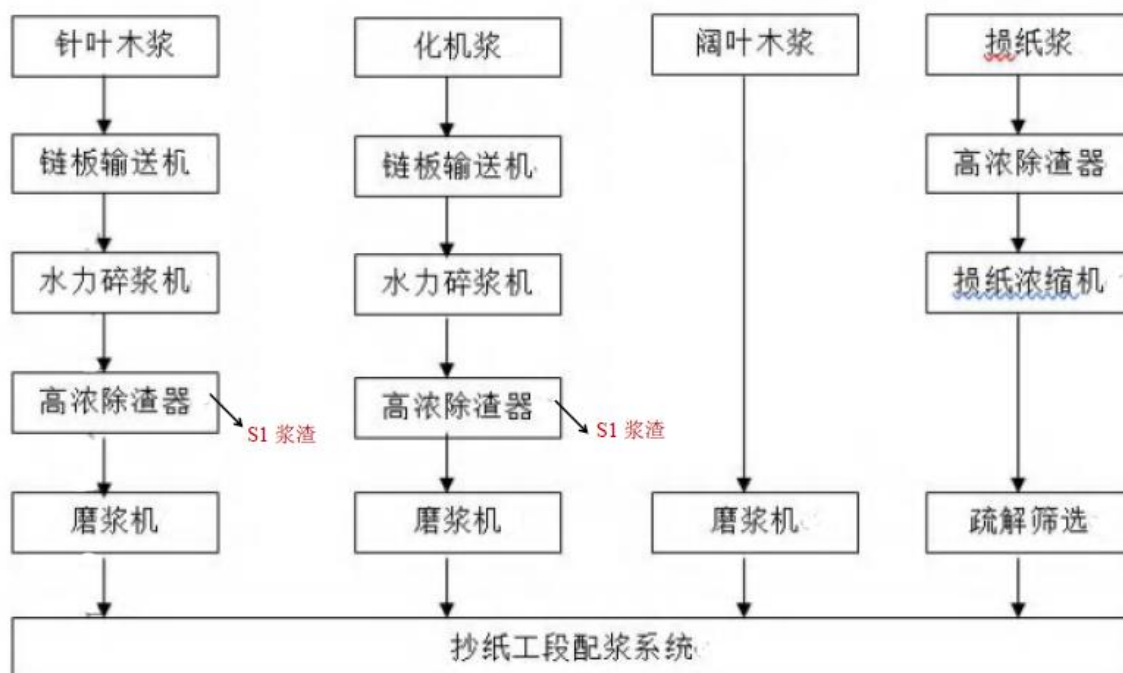 针叶木浆
链板输送机
水力碎浆机
高浓除渣器
S1 浆渣
磨浆机
化机浆
链板输送机
水力碎浆机
高浓除渣器
S1 浆渣
磨浆机
阔叶木浆
磨浆机
损纸浆
高浓除渣器
损纸浓缩机
疏解筛选
抄纸工段配浆系统